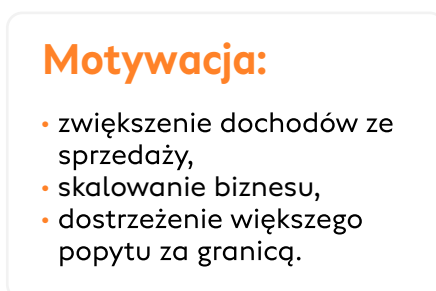 Motywacja:
• zwiększenie dochodów ze
sprzedaży,
• skalowanie biznesu,
• dostrzeżenie większego
popytu za granicą.